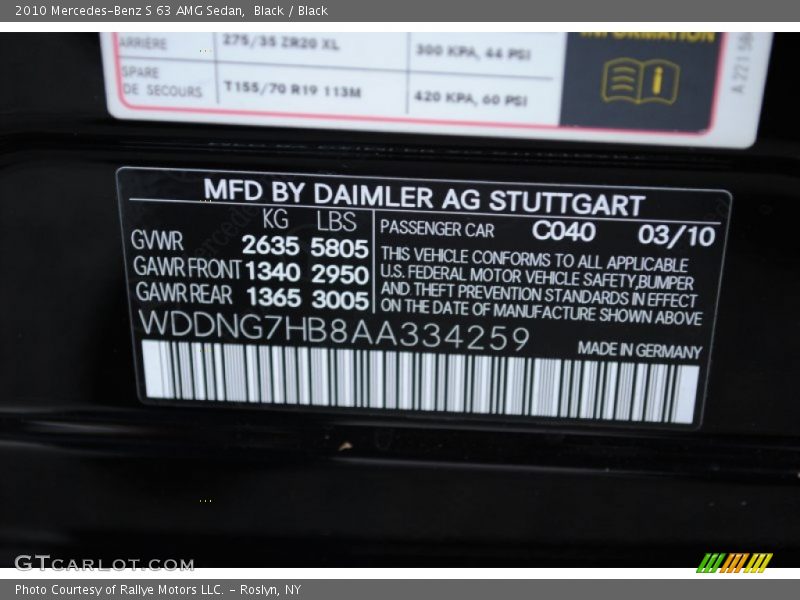 2010 Mercedes-Benz S 63 AMG Sedan, Black / Black
INFORMATION
ARRIERE 275/35 ZR20 XL 300 KPA, 44 PSI
SPARE
DE SECOURS T155/70 R19 113M 420 KPA, 60 PSI
A 221 58
MFD BY DAIMLER AG STUTTGART
KG LBS
GVWR 2635 5805
GAWR FRONT 1340 2950
GAWR REAR 1365 3005
PASSENGER CAR C040 03/10
THIS VEHICLE CONFORMS TO ALL APPLICABLE
U.S. FEDERAL MOTOR VEHICLE SAFETY,BUMPER
AND THEFT PREVENTION STANDARDS IN EFFECT
ON THE DATE OF MANUFACTURE SHOWN ABOVE
WDDNG7HB8AA334259
MADE IN GERMANY
GTCARLOT.COM
Photo Courtesy of Rallye Motors LLC. - Roslyn, NY